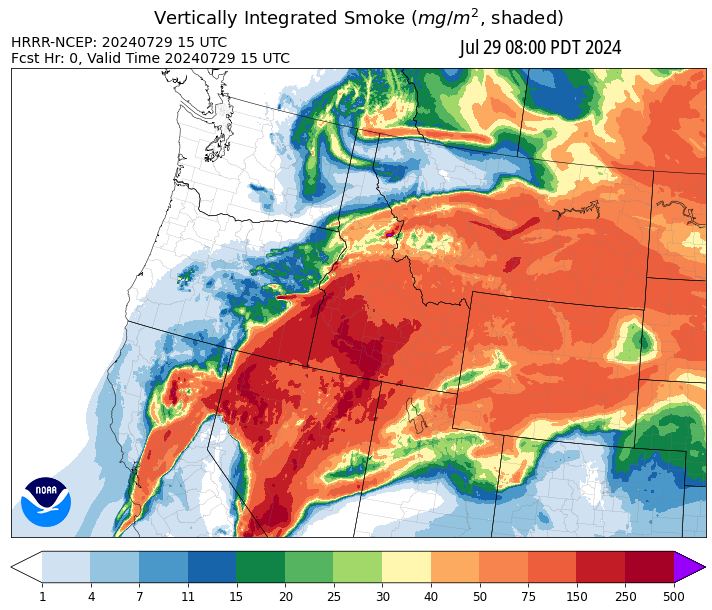 Vertically Integrated Smoke (mg/m², shaded)
HRRR-NCEP: 20240729 15 UTC
Fcst Hr: 0, Valid Time 20240729 15 UTC
Jul 29 08:00 PDT 2024
NOAA
1 4 7 11 15 20 25 30 40 50 75 150 250 500